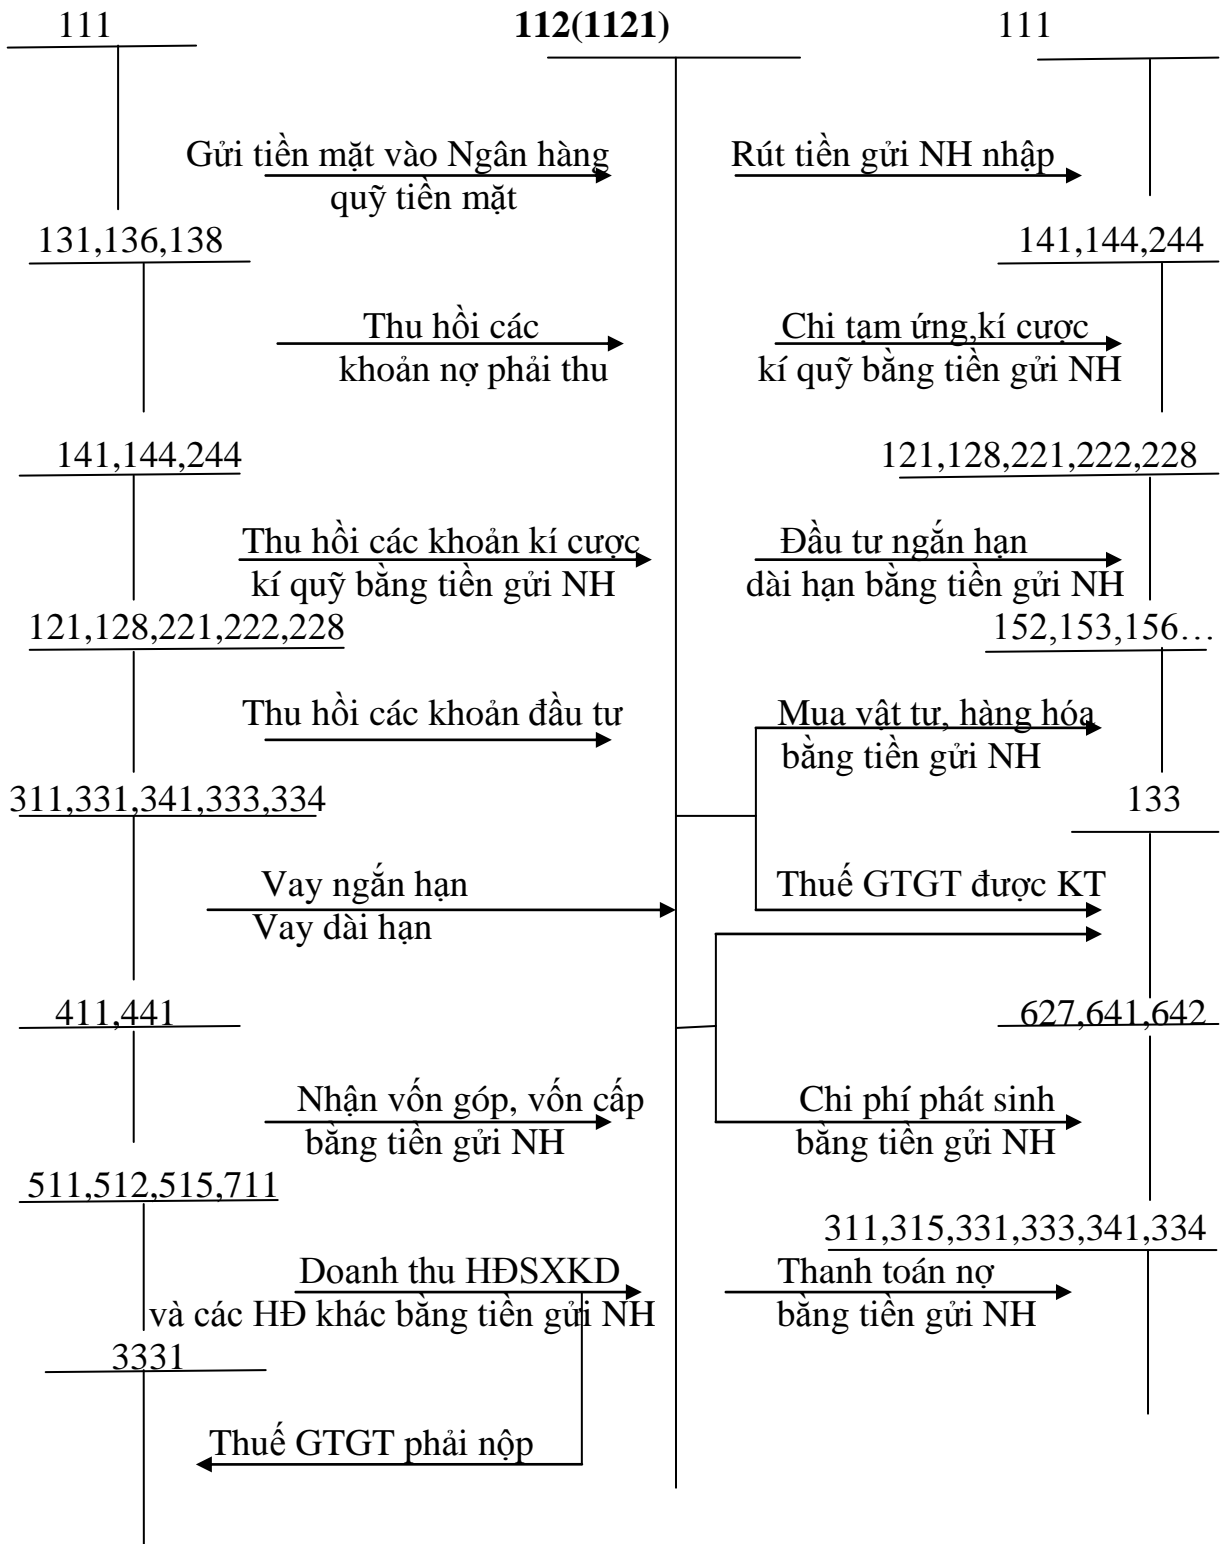 111
112(1121)
111
Gửi tiền mặt vào Ngân hàng
quỹ tiền mặt
Rút tiền gửi NH nhập
131,136,138
141,144,244
Thu hồi các
khoản nợ phải thu
Chi tạm ứng,kí cược
kí quỹ bằng tiền gửi NH
141,144,244
121,128,221,222,228
Thu hồi các khoản kí cược
kí quỹ bằng tiền gửi NH
Đầu tư ngắn hạn
dài hạn bằng tiền gửi NH
121,128,221,222,228
152,153,156…
Thu hồi các khoản đầu tư
Mua vật tư, hàng hóa
bằng tiền gửi NH
311,331,341,333,334
133
Vay ngắn hạn
Vay dài hạn
Thuế GTGT được KT
411,441
627,641,642
Nhận vốn góp, vốn cấp
bằng tiền gửi NH
Chi phí phát sinh
bằng tiền gửi NH
511,512,515,711
311,315,331,333,341,334
Doanh thu HĐSXKD
và các HĐ khác bằng tiền gửi NH
Thanh toán nợ
bằng tiền gửi NH
3331
Thuế GTGT phải nộp